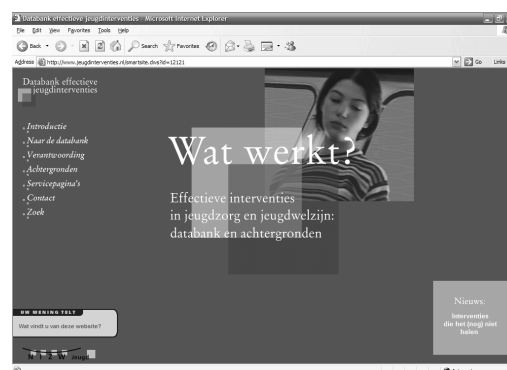 Databank effectieve jeugdinterventies - Microsoft Internet Explorer
File Edit View Favorites Tools Help
Back Search Favorites
Address http://www.jeugdinterventies.nl/smartsite.dws?id=12121 Go Links
Databank effectieve
jeugdinterventies
Introductie
Naar de databank
Verantwoording
Achtergronden
Servicepagina's
Contact
Zoek
Wat werkt?
Effectieve interventies
in jeugdzorg en jeugdwelzijn:
databank en achtergronden
Nieuws:
Interventies
die het (nog) niet
halen
UW MENING TELT
Wat vindt u van deze website?
N I Z W Jeugd